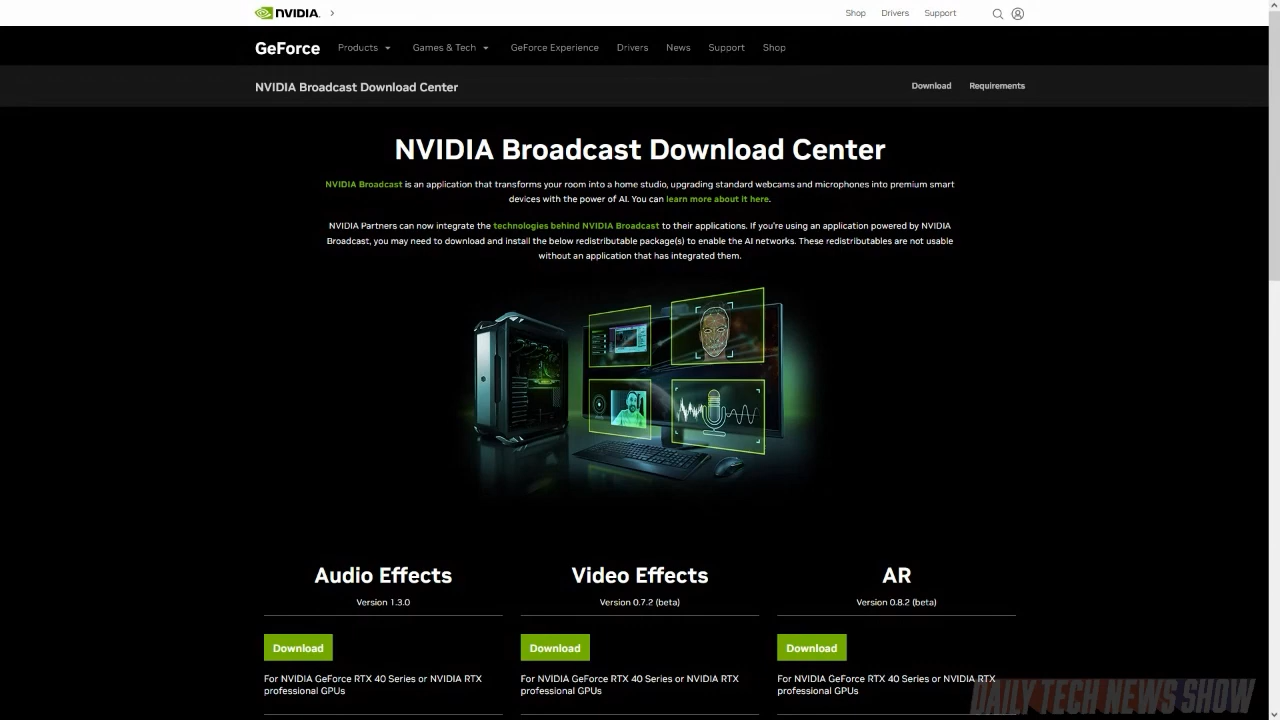 NVIDIA.
Shop Drivers Support
GeForce Products Games & Tech GeForce Experience Drivers News Support Shop
NVIDIA Broadcast Download Center Download Requirements
NVIDIA Broadcast Download Center
NVIDIA Broadcast is an application that transforms your room into a home studio, upgrading standard webcams and microphones into premium smart
devices with the power of AI. You can learn more about it here.
NVIDIA Partners can now integrate the technologies behind NVIDIA Broadcast to their applications. If you're using an application powered by NVIDIA
Broadcast, you may need to download and install the below redistributable package(s) to enable the AI networks. These redistributables are not usable
without an application that has integrated them.
Audio Effects
Version 1.3.0
Download
For NVIDIA GeForce RTX 40 Series or NVIDIA RTX
professional GPUs
Video Effects
Version 0.7.2 (beta)
Download
For NVIDIA GeForce RTX 40 Series or NVIDIA RTX
professional GPUs
AR
Version 0.8.2 (beta)
Download
For NVIDIA GeForce RTX 40 Series or NVIDIA RTX
professional GPUs
DAILY TECH NEWS SHOW